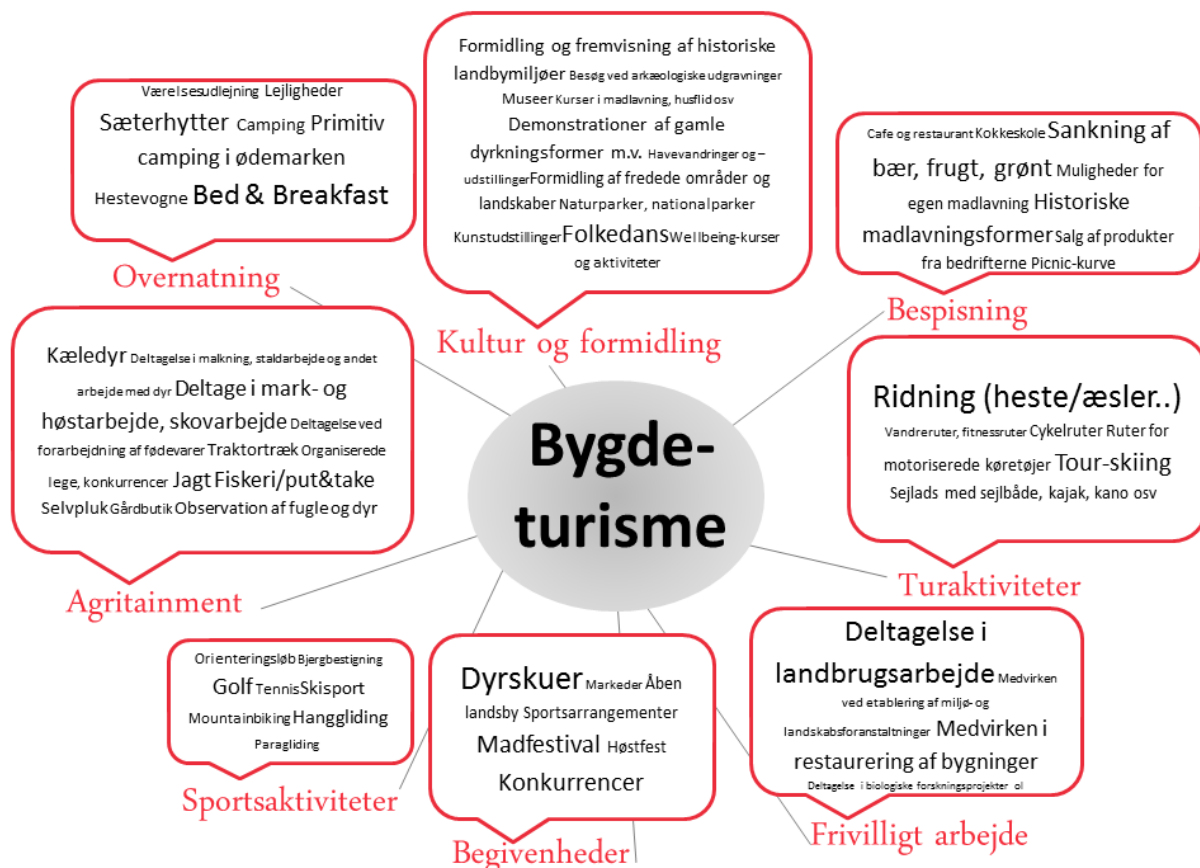 Værelsesudlejning Lejligheder
Sæterhytter Camping Primitiv
camping i ødemarken
Hestevogne Bed & Breakfast
Overnatning
Formidling og fremvisning af historiske
landbymiljøer Besøg ved arkæologiske udgravninger
Museer Kurser i madlavning, husflid osv
Demonstrationer af gamle
dyrkningsformer m.v. Havevandringer og –
udstillingerFormidling af fredede områder og
landskaber Naturparker, nationalparker
KunstudstillingerFolkedansWellbeing-kurser
og aktiviteter
Kultur og formidling
Cafe og restaurant Kokkeskole Sankning af
bær, frugt, grønt Muligheder for
egen madlavning Historiske
madlavningsformer Salg af produkter
fra bedrifterne Picnic-kurve
Bespisning
Kæledyr Deltagelse i malkning, staldarbejde og andet
arbejde med dyr Deltage i mark- og
høstarbejde, skovarbejde Deltagelse ved
forarbejdning af fødevarer Traktortræk Organiserede
lege, konkurrencer Jagt Fiskeri/put&take
Selvpluk Gårdbutik Observation af fugle og dyr
Agritainment
Bygde-
turisme
Ridning (heste/æsler..)
Vandreruter, fitnessruter Cykelruter Ruter for
motoriserede køretøjer Tour-skiing
Sejlads med sejlbåde, kajak, kano osv
Turaktiviteter
Orienteringsløb Bjergbestigning
Golf TennisSkisport
Mountainbiking Hanggliding
Paragliding
Sportsaktiviteter
Dyrskuer Markeder Åben
landsby Sportsarrangementer
Madfestival Høstfest
Konkurrencer
Begivenheder
Deltagelse i
landbrugsarbejde Medvirken
ved etablering af miljø- og
landskabsforanstaltninger Medvirken i
restaurering af bygninger
Deltagelse i biologiske forskningsprojekter ol
Frivilligt arbejde